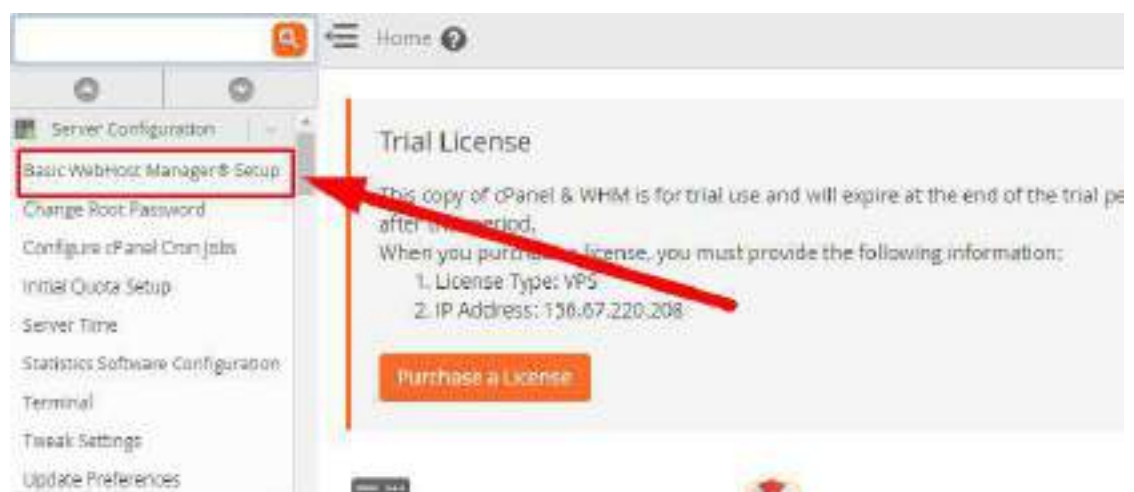 Home
Server Configuration
Basic WebHost Manager® Setup
Change Root Password
Configure cPanel Cron Jobs
Initial Quota Setup
Server Time
Statistics Software Configuration
Terminal
Tweak Settings
Update Preferences
Trial License
This copy of cPanel & WHM is for trial use and will expire at the end of the trial pe
after this period.
When you purchase license, you must provide the following information:
1. License Type: VPS
2. IP Address: 156.67.220.208
Purchase a License